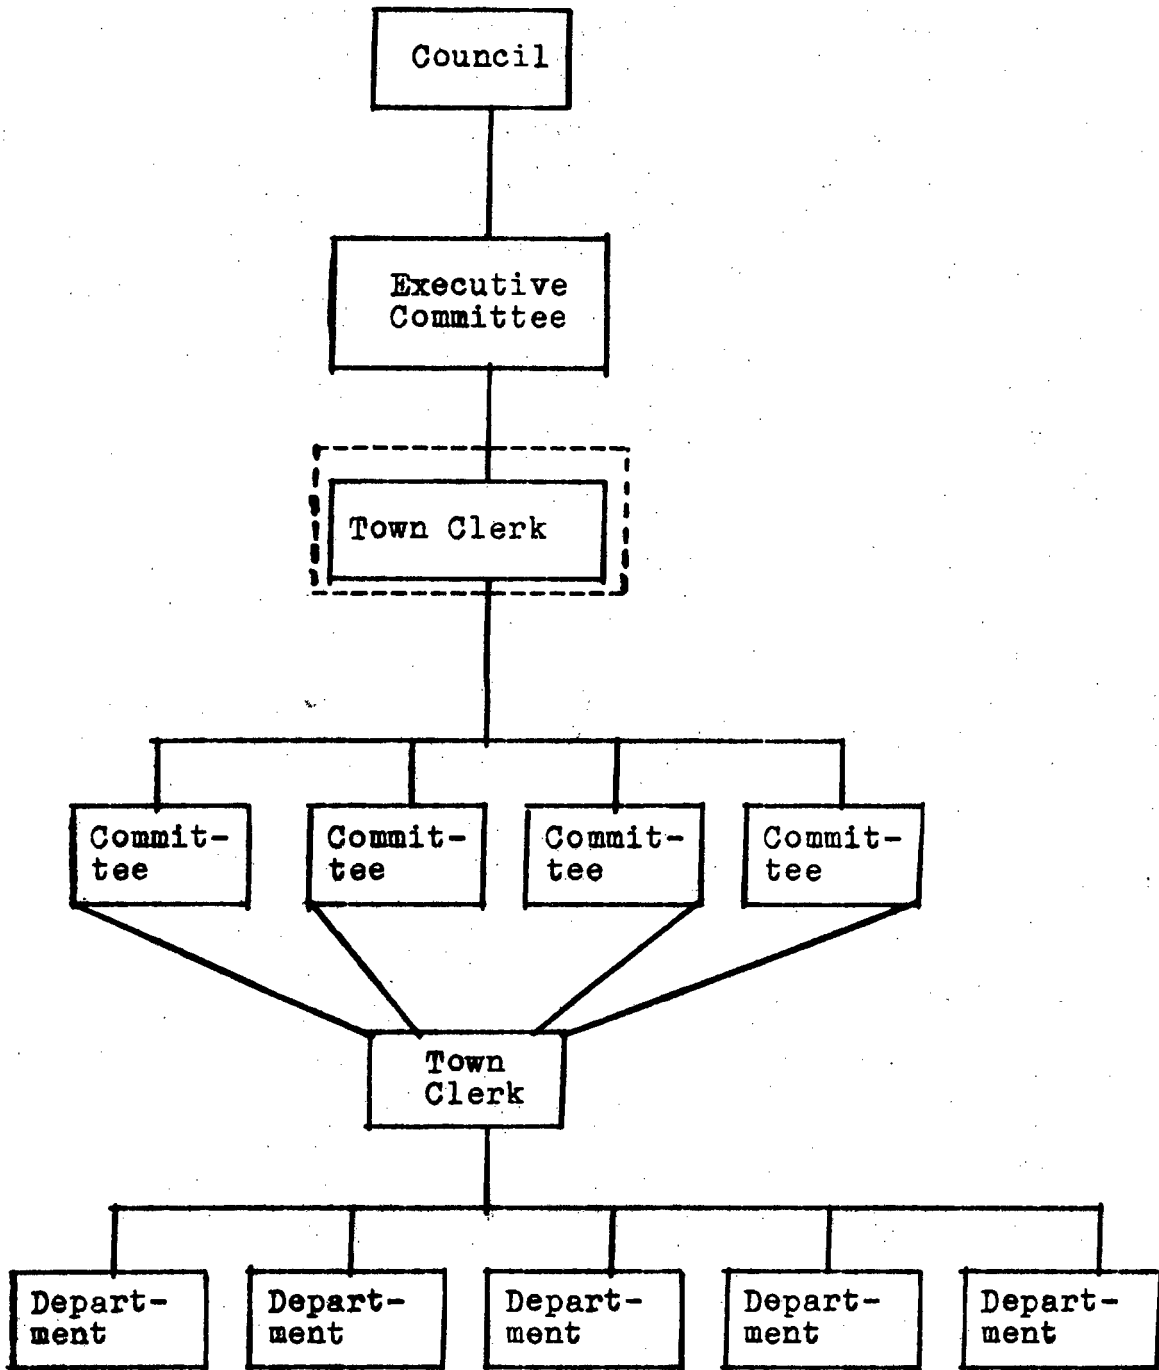 Council
Executive
Committee
Town Clerk
Commit-
tee
Commit-
tee
Commit-
tee
Commit-
tee
Town
Clerk
Depart-
ment
Depart-
ment
Depart-
ment
Depart-
ment
Depart-
ment